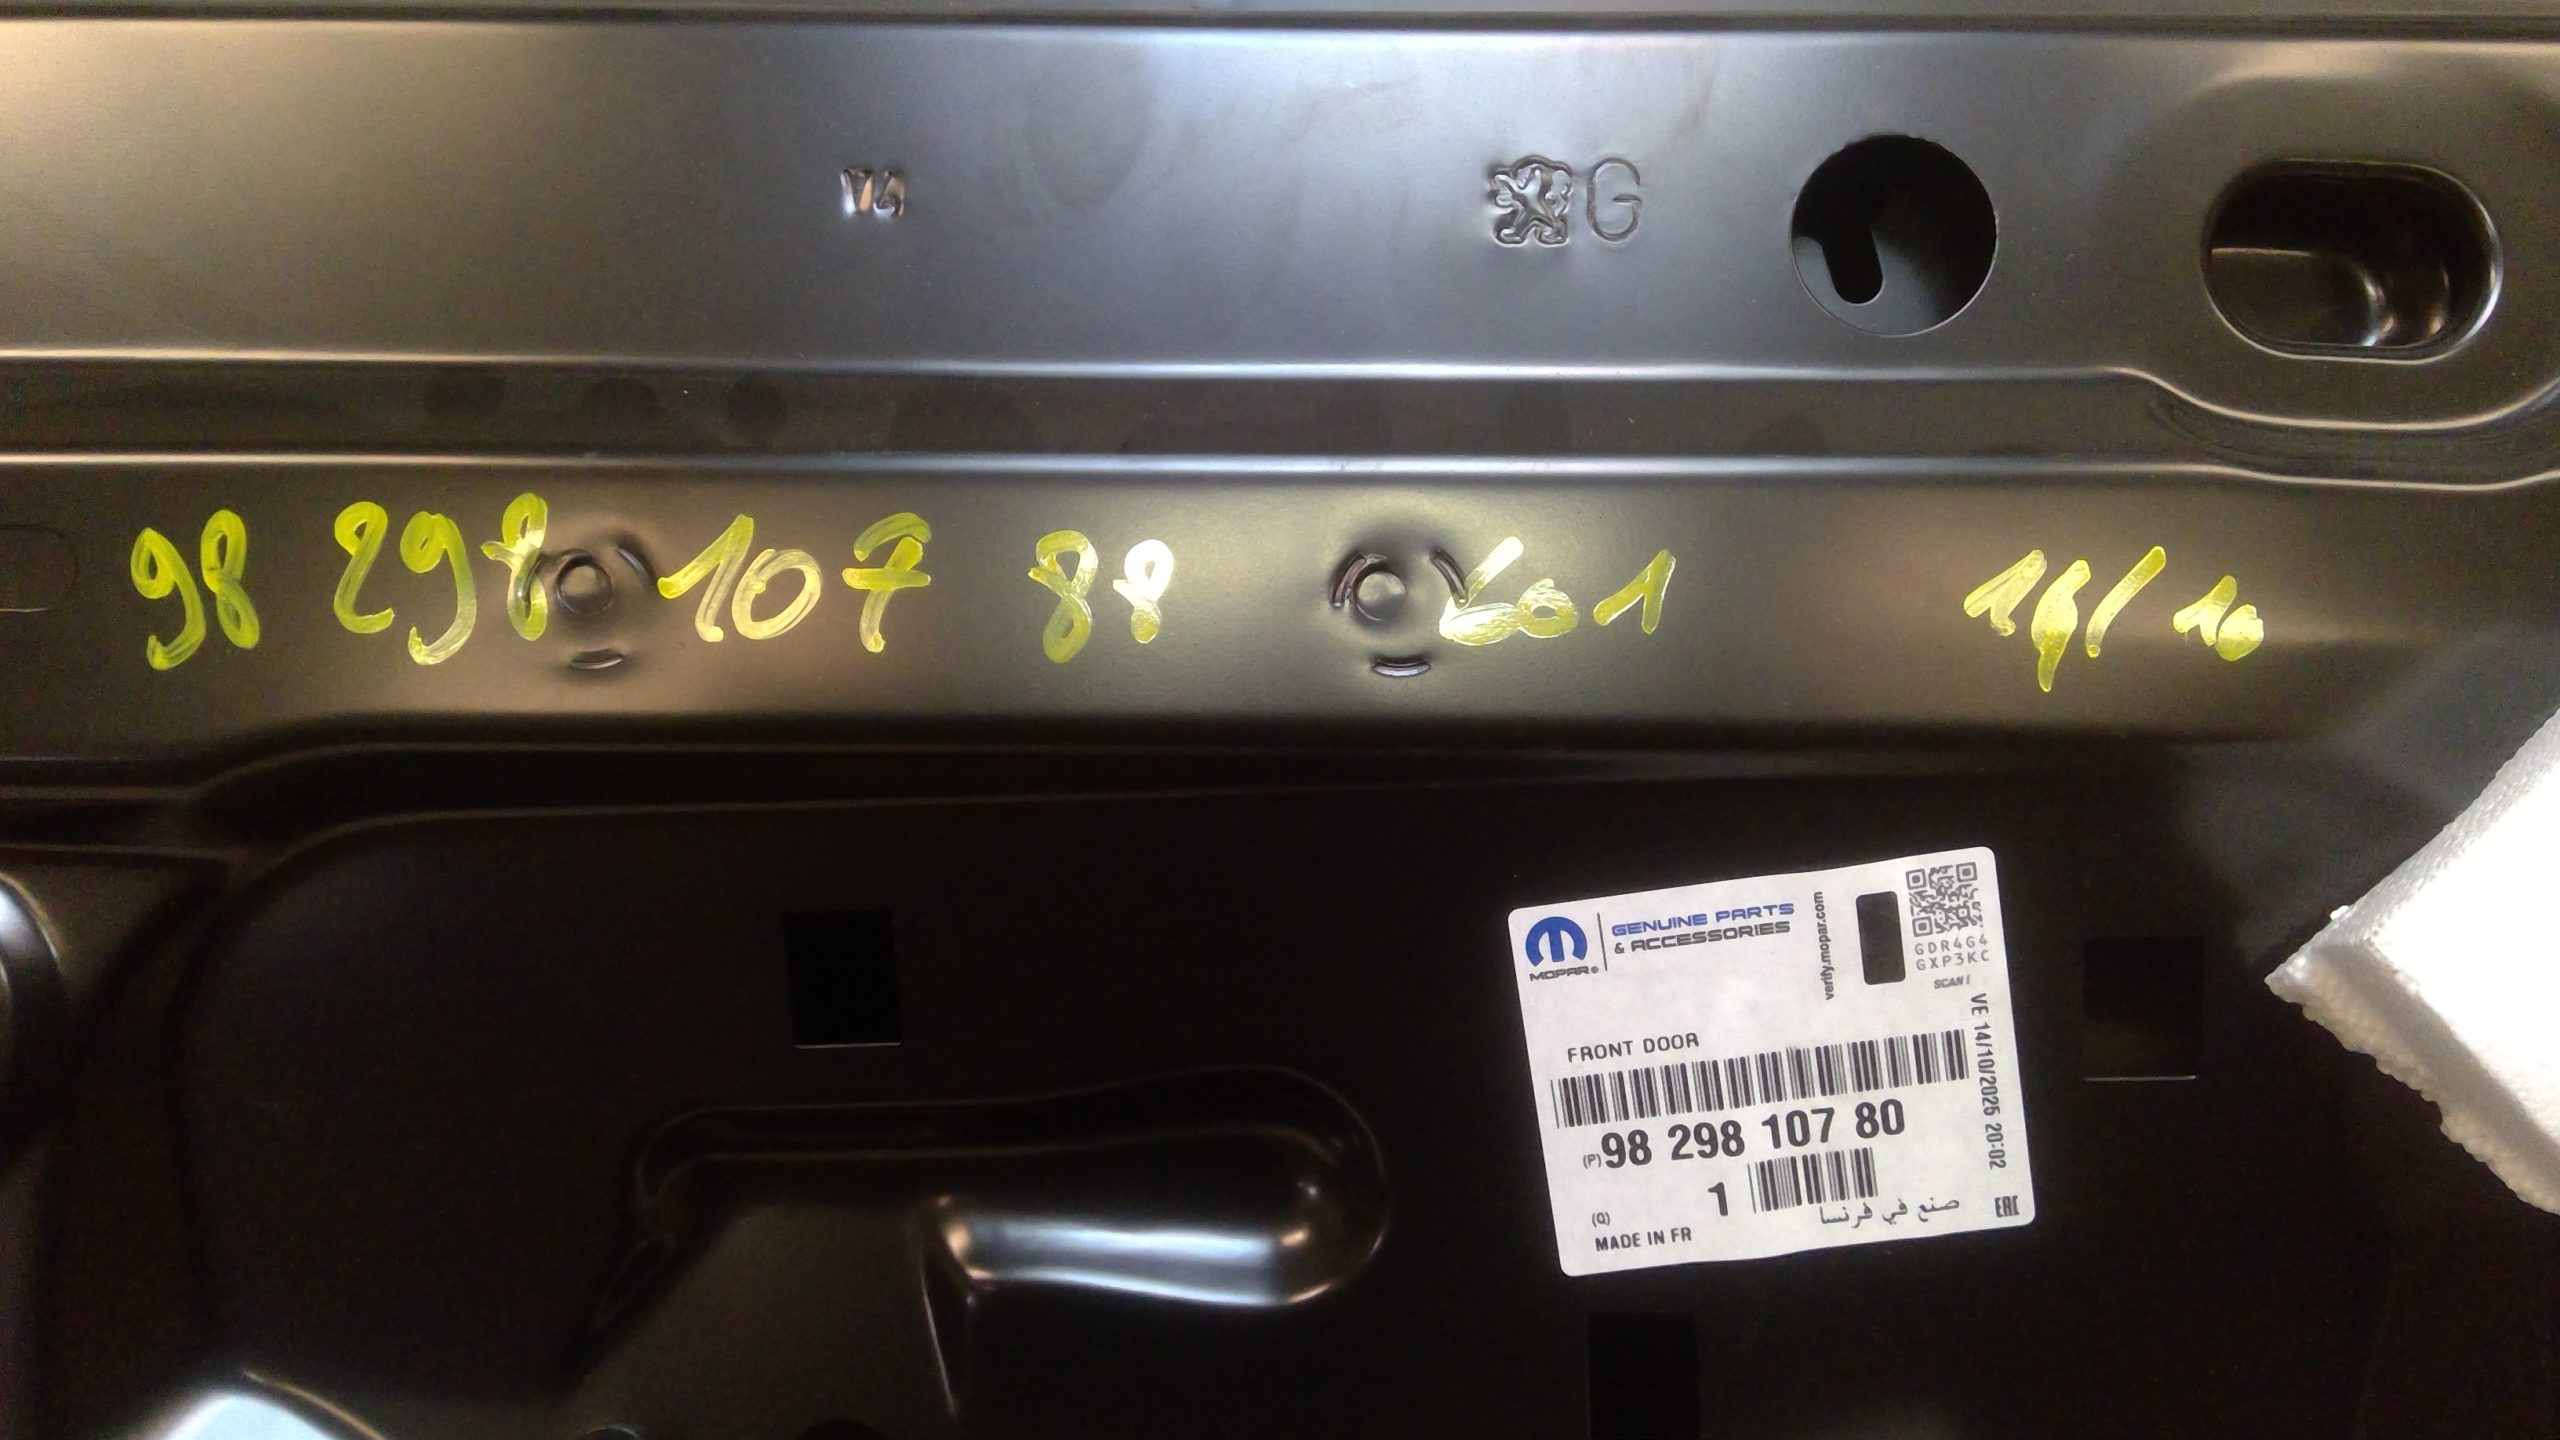 V4
G
98 298 107 88 601 14/10
MOPAR®
GENUINE PARTS
& ACCESSORIES
verify.mopar.com
GDR4G4
GXP3KC
SCAN !
VE 14/10/2025 20:02
FRONT DOOR
(P) 98 298 107 80
(Q) 1
صنع في فرنسا
MADE IN FR
EAC